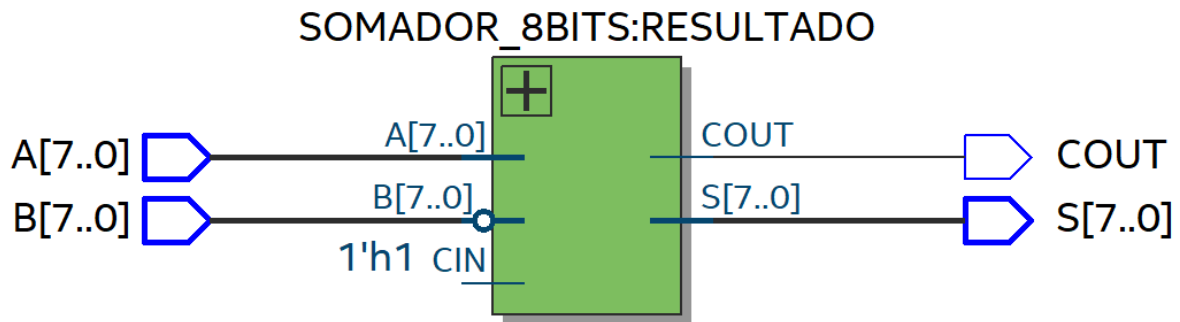 SOMADOR_8BITS:RESULTADO
A[7..0] A[7..0] COUT COUT
B[7..0] B[7..0] S[7..0] S[7..0]
1'h1 CIN